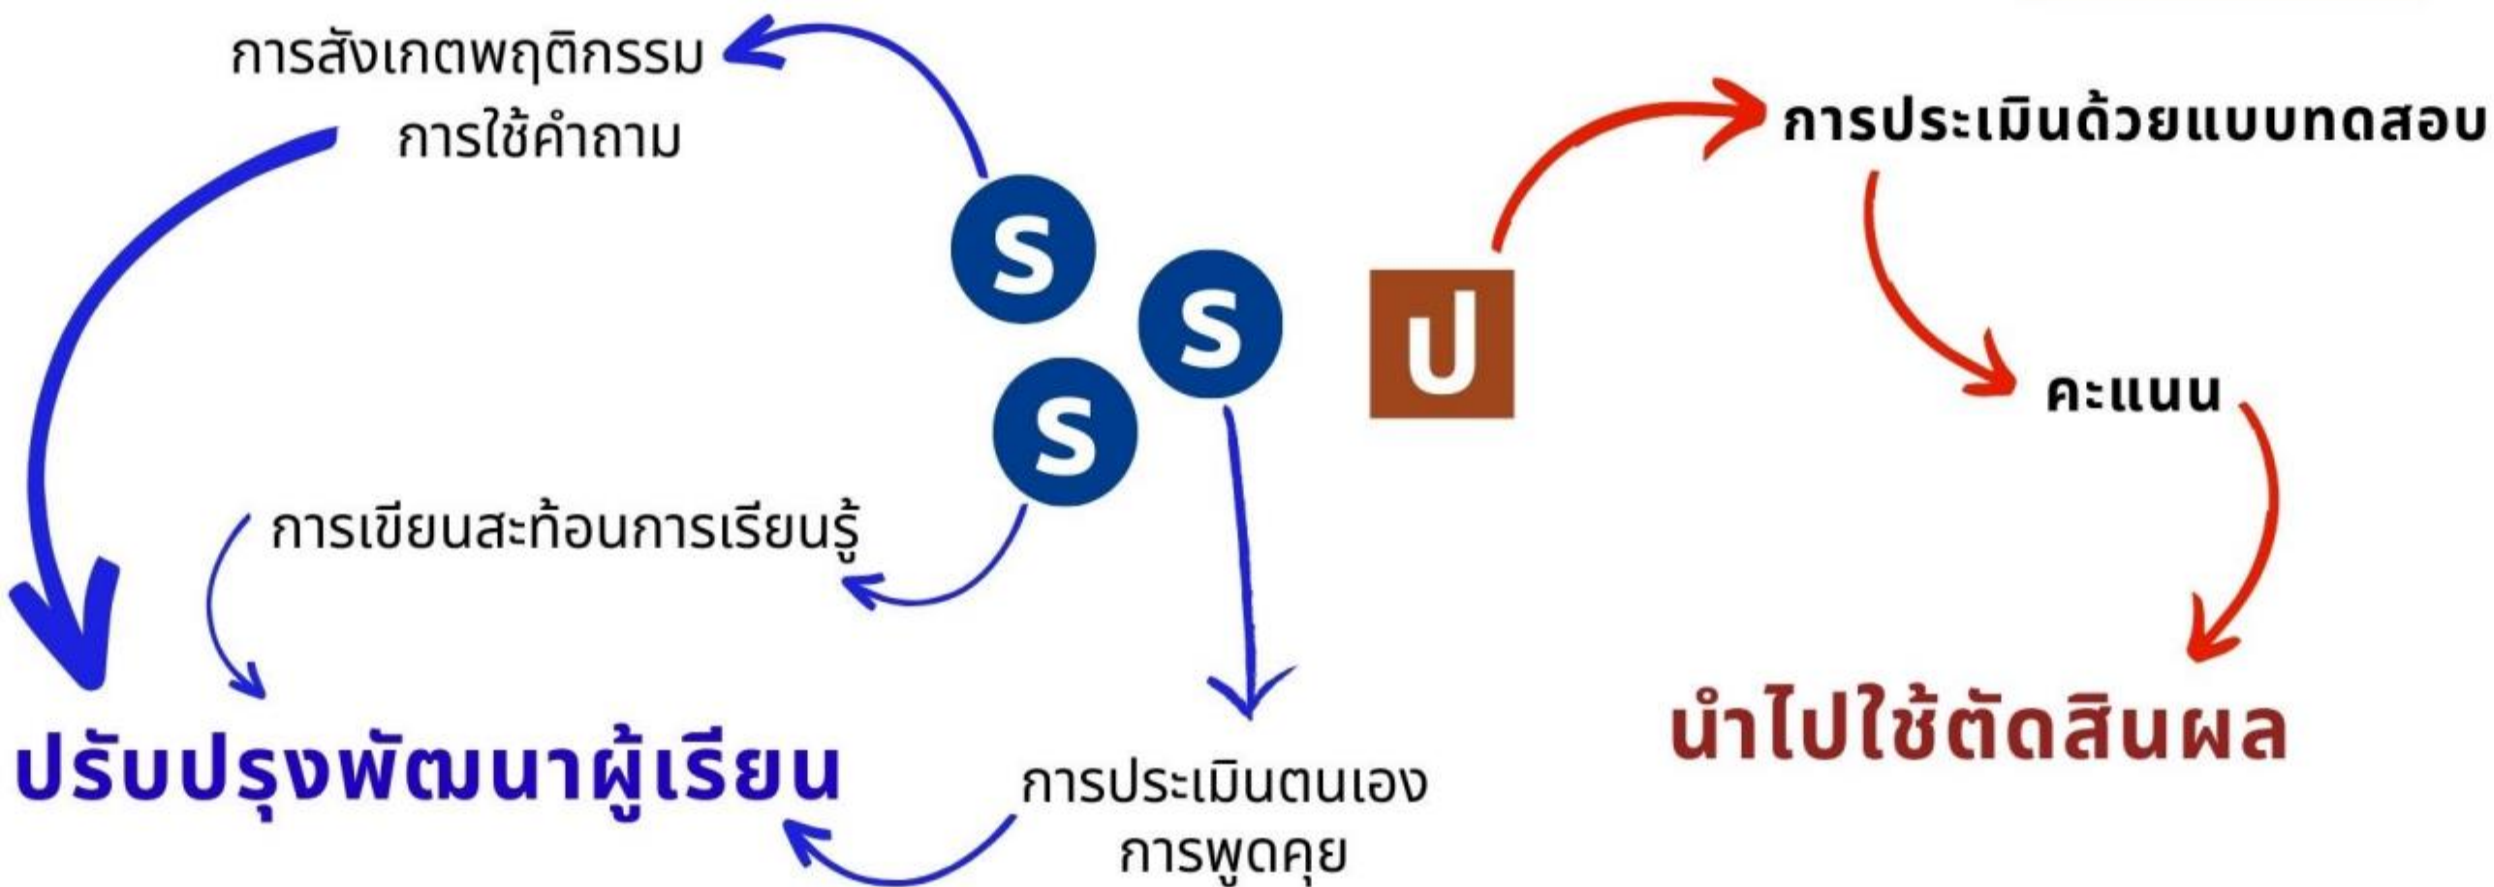 การสังเกตพฤติกรรม
การใช้คำถาม
การประเมินด้วยแบบทดสอบ
S
S
ป
S
คะแนน
การเขียนสะท้อนการเรียนรู้
ปรับปรุงพัฒนาผู้เรียน
นำไปใช้ตัดสินผล
การประเมินตนเอง
การพูดคุย